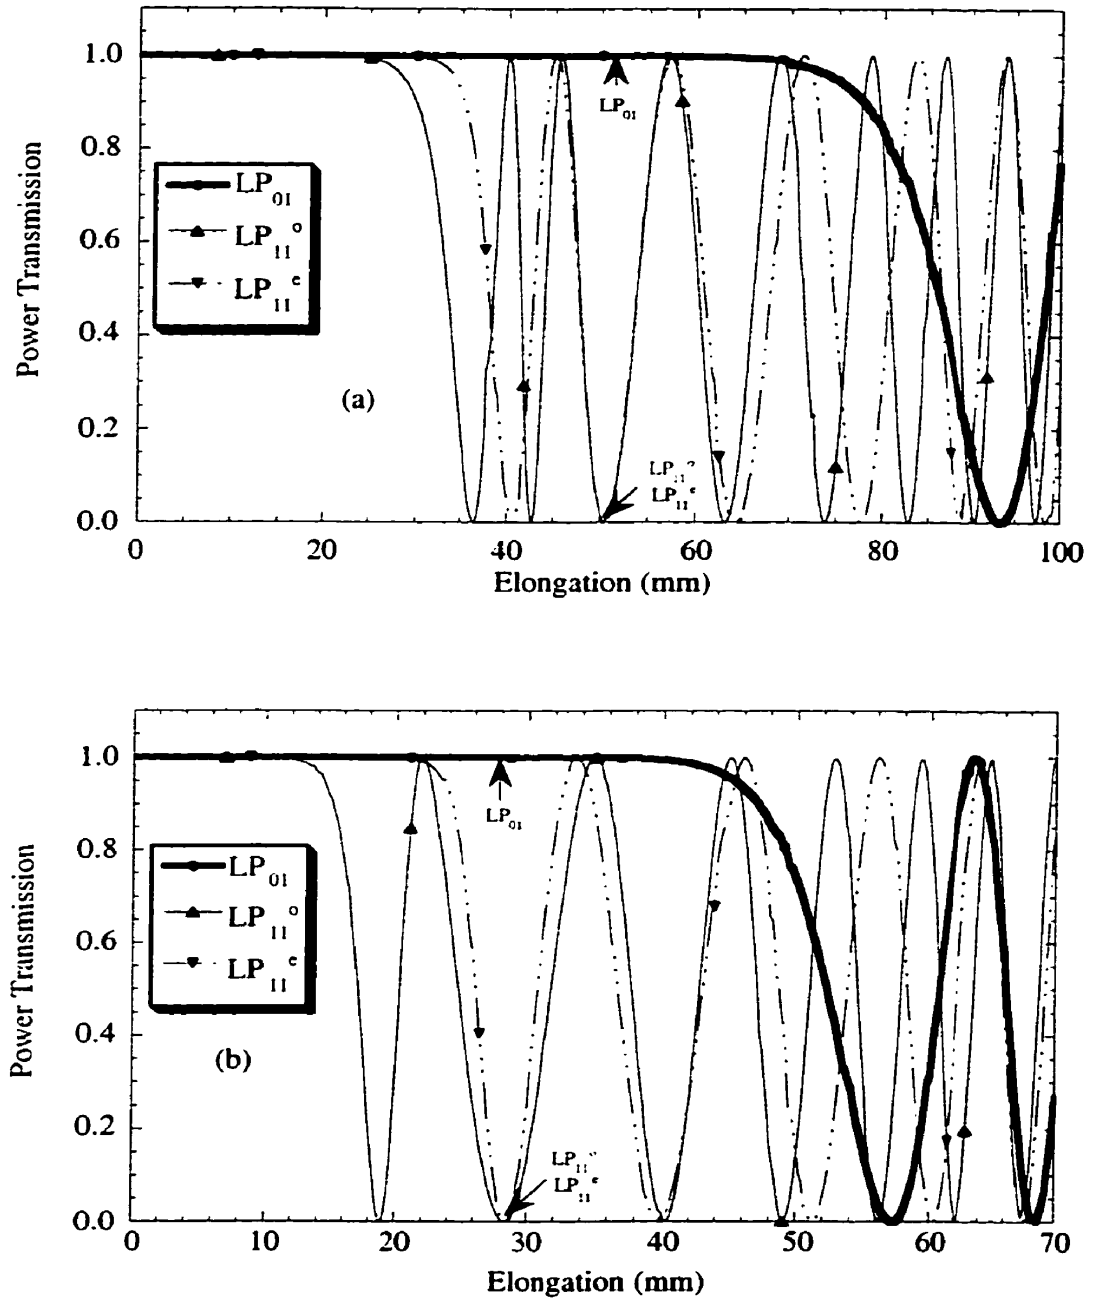 1.0
0.8
0.6
0.4
0.2
0.0
Power Transmission
LP01
LP11o
LP11e
LP01
(a)
LP11o
LP11e
0 20 40 60 80 100
Elongation (mm)
1.0
0.8
0.6
0.4
0.2
0.0
Power Transmission
LP01
LP11o
LP11e
LP01
(b)
LP11o
LP11e
0 10 20 30 40 50 60 70
Elongation (mm)